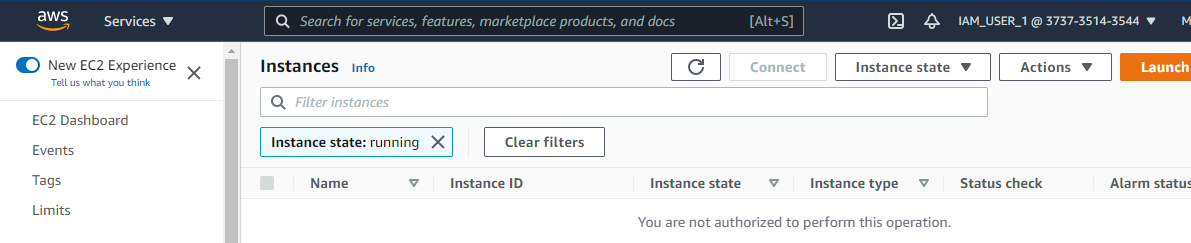 aws Services Search for services, features, marketplace products, and docs [Alt+S] IAM_USER_1 @ 3737-3514-3544 M
New EC2 Experience
Tell us what you think
EC2 Dashboard
Events
Tags
Limits
Instances Info Connect Instance state Actions Launch
Filter instances
Instance state: running Clear filters
Name Instance ID Instance state Instance type Status check Alarm status
You are not authorized to perform this operation.